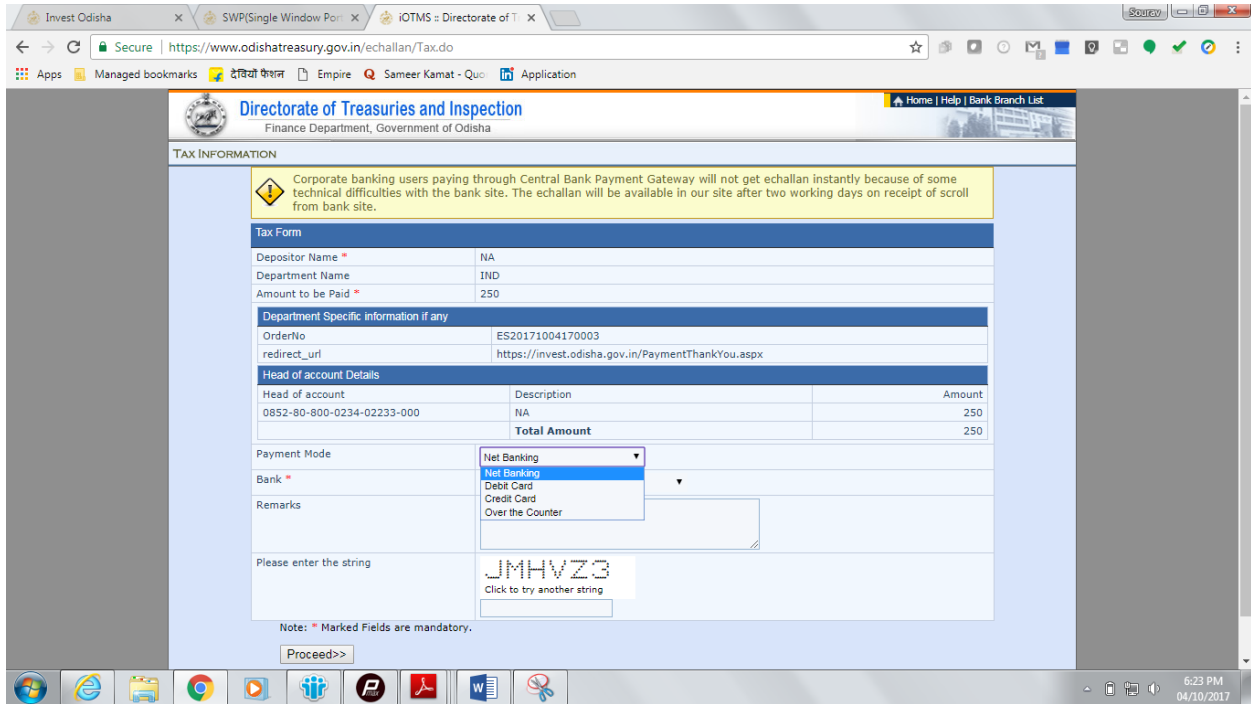 Invest Odisha
SWP(Single Window Port
iOTMS :: Directorate of T
Sourav
Secure | https://www.odishatreasury.gov.in/echallan/Tax.do
Apps Managed bookmarks देवियों फैशन Empire Sameer Kamat - Quo Application
Directorate of Treasuries and Inspection
Finance Department, Government of Odisha
Home | Help | Bank Branch List
TAX INFORMATION
Corporate banking users paying through Central Bank Payment Gateway will not get echallan instantly because of some
technical difficulties with the bank site. The echallan will be available in our site after two working days on receipt of scroll
from bank site.
Tax Form
Depositor Name * NA
Department Name IND
Amount to be Paid * 250
Department Specific information if any
OrderNo ES20171004170003
redirect_url https://invest.odisha.gov.in/PaymentThankYou.aspx
Head of account Details
Head of account Description Amount
0852-80-800-0234-02233-000 NA 250
Total Amount 250
Payment Mode Net Banking
Net Banking
Bank *
Debit Card
Credit Card
Remarks
Over the Counter
Please enter the string
JMHVZ3
Click to try another string
Note: * Marked Fields are mandatory.
Proceed>>
6:23 PM
04/10/2017